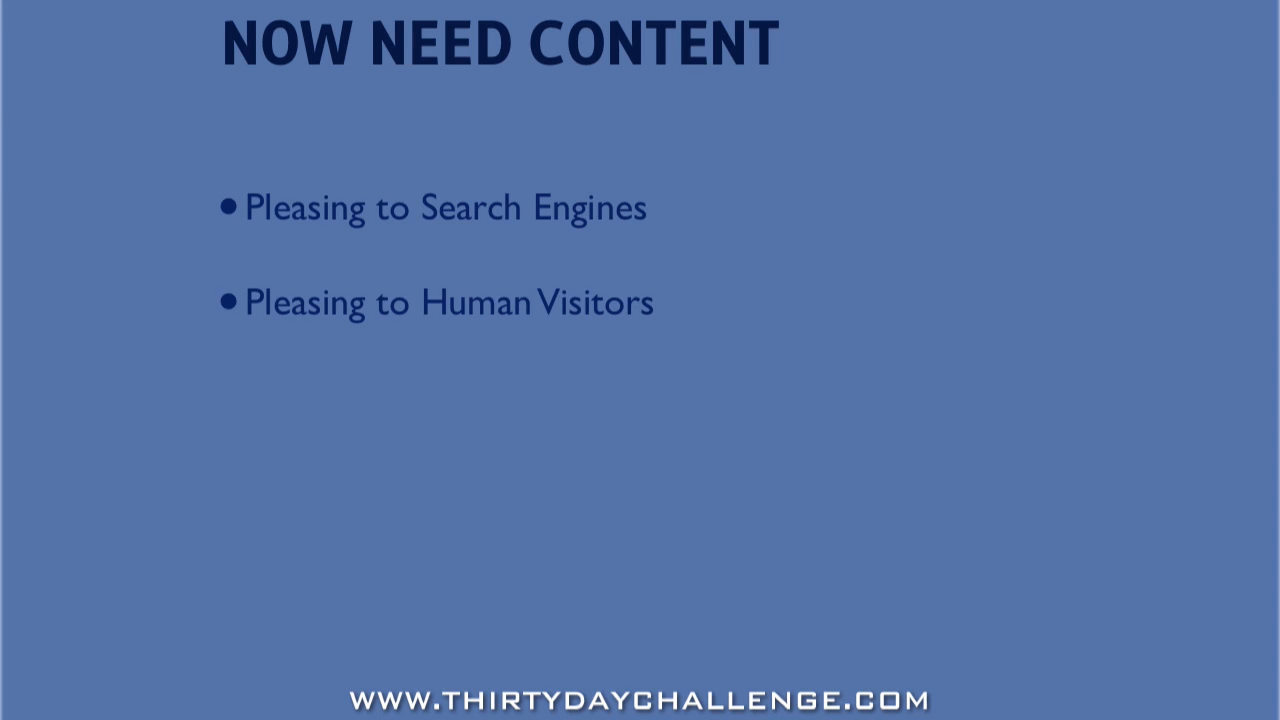 NOW NEED CONTENT
• Pleasing to Search Engines
• Pleasing to Human Visitors
WWW.THIRTYDAYCHALLENGE.COM